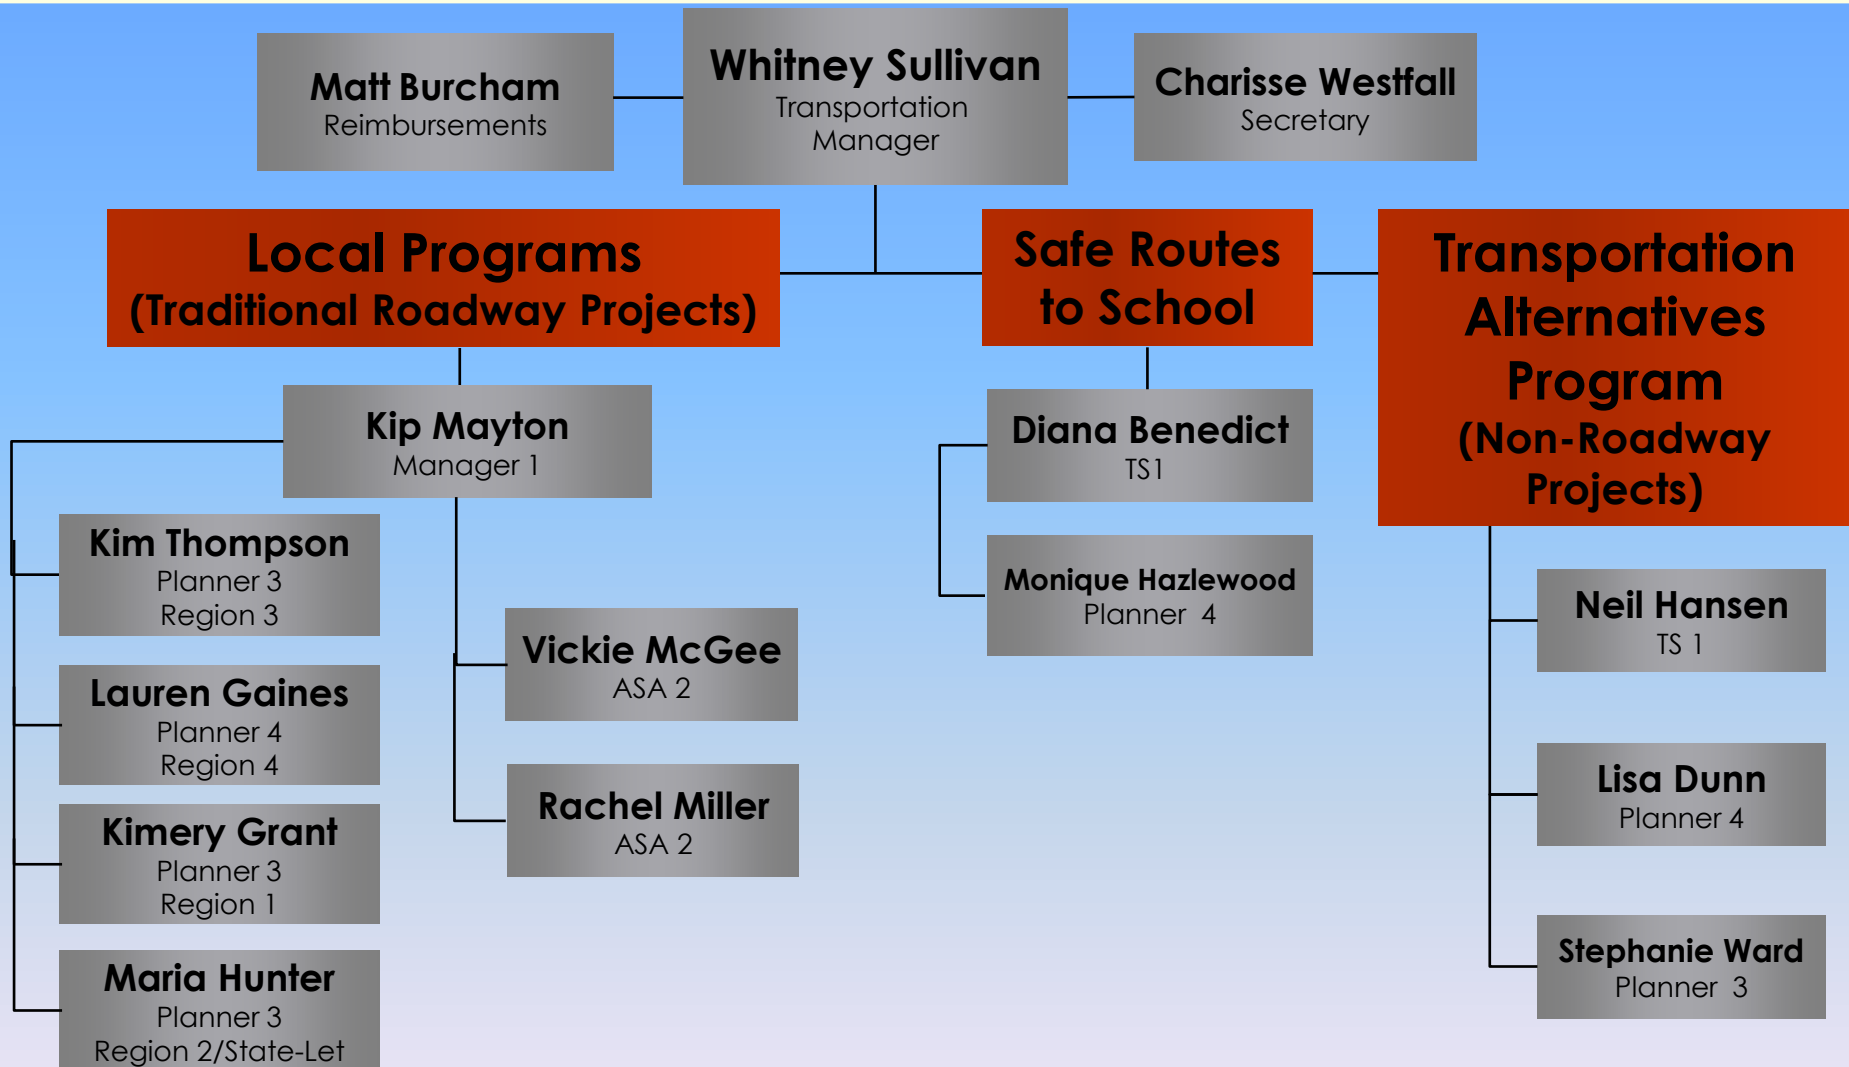 Matt Burcham
Reimbursements
Whitney Sullivan
Transportation
Manager
Charisse Westfall
Secretary
Local Programs
(Traditional Roadway Projects)
Safe Routes
to School
Transportation
Alternatives
Program
(Non-Roadway
Projects)
Kip Mayton
Manager 1
Kim Thompson
Planner 3
Region 3
Lauren Gaines
Planner 4
Region 4
Kimery Grant
Planner 3
Region 1
Maria Hunter
Planner 3
Region 2/State-Let
Vickie McGee
ASA 2
Rachel Miller
ASA 2
Diana Benedict
TS1
Monique Hazlewood
Planner 4
Neil Hansen
TS 1
Lisa Dunn
Planner 4
Stephanie Ward
Planner 3